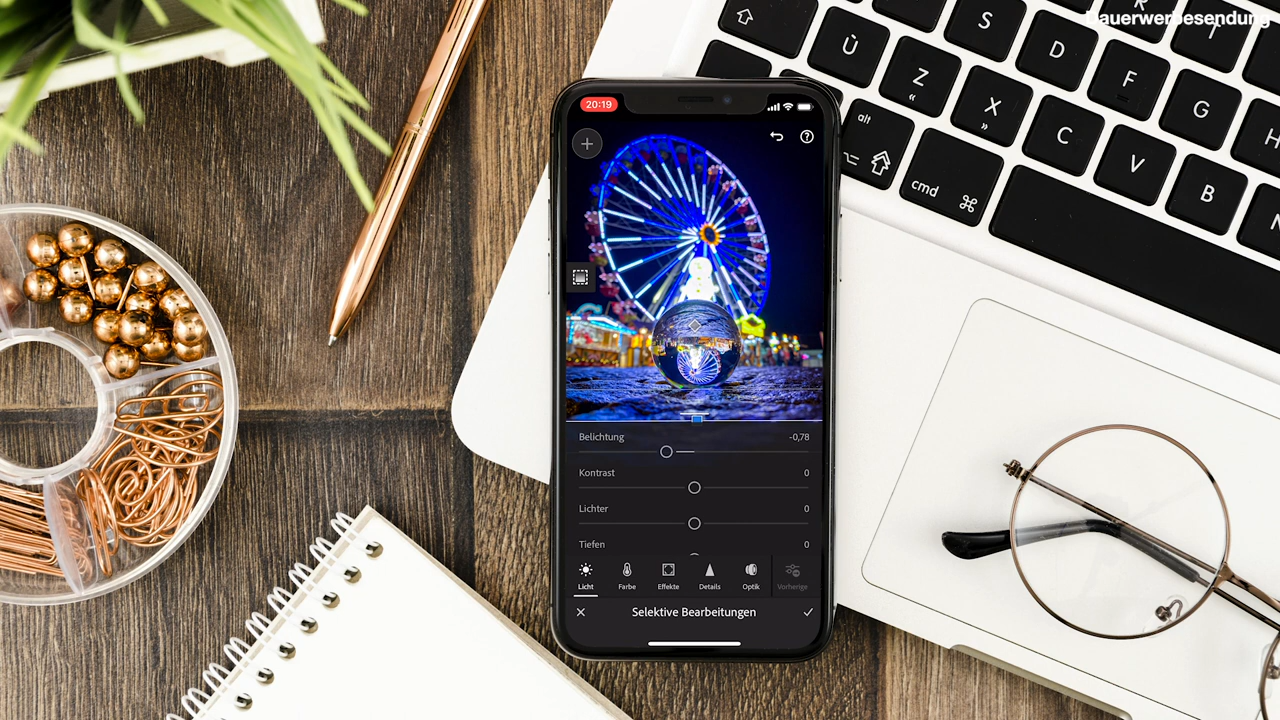 Dauerwerbesendung
S
D
F
T
G
H
Ù
Z
«
X
»
C
V
B
N
alt
cmd
20:19
Belichtung -0,78
Kontrast 0
Lichter 0
Tiefen 0
Licht Farbe Effekte Details Optik Vorherige
Selektive Bearbeitungen